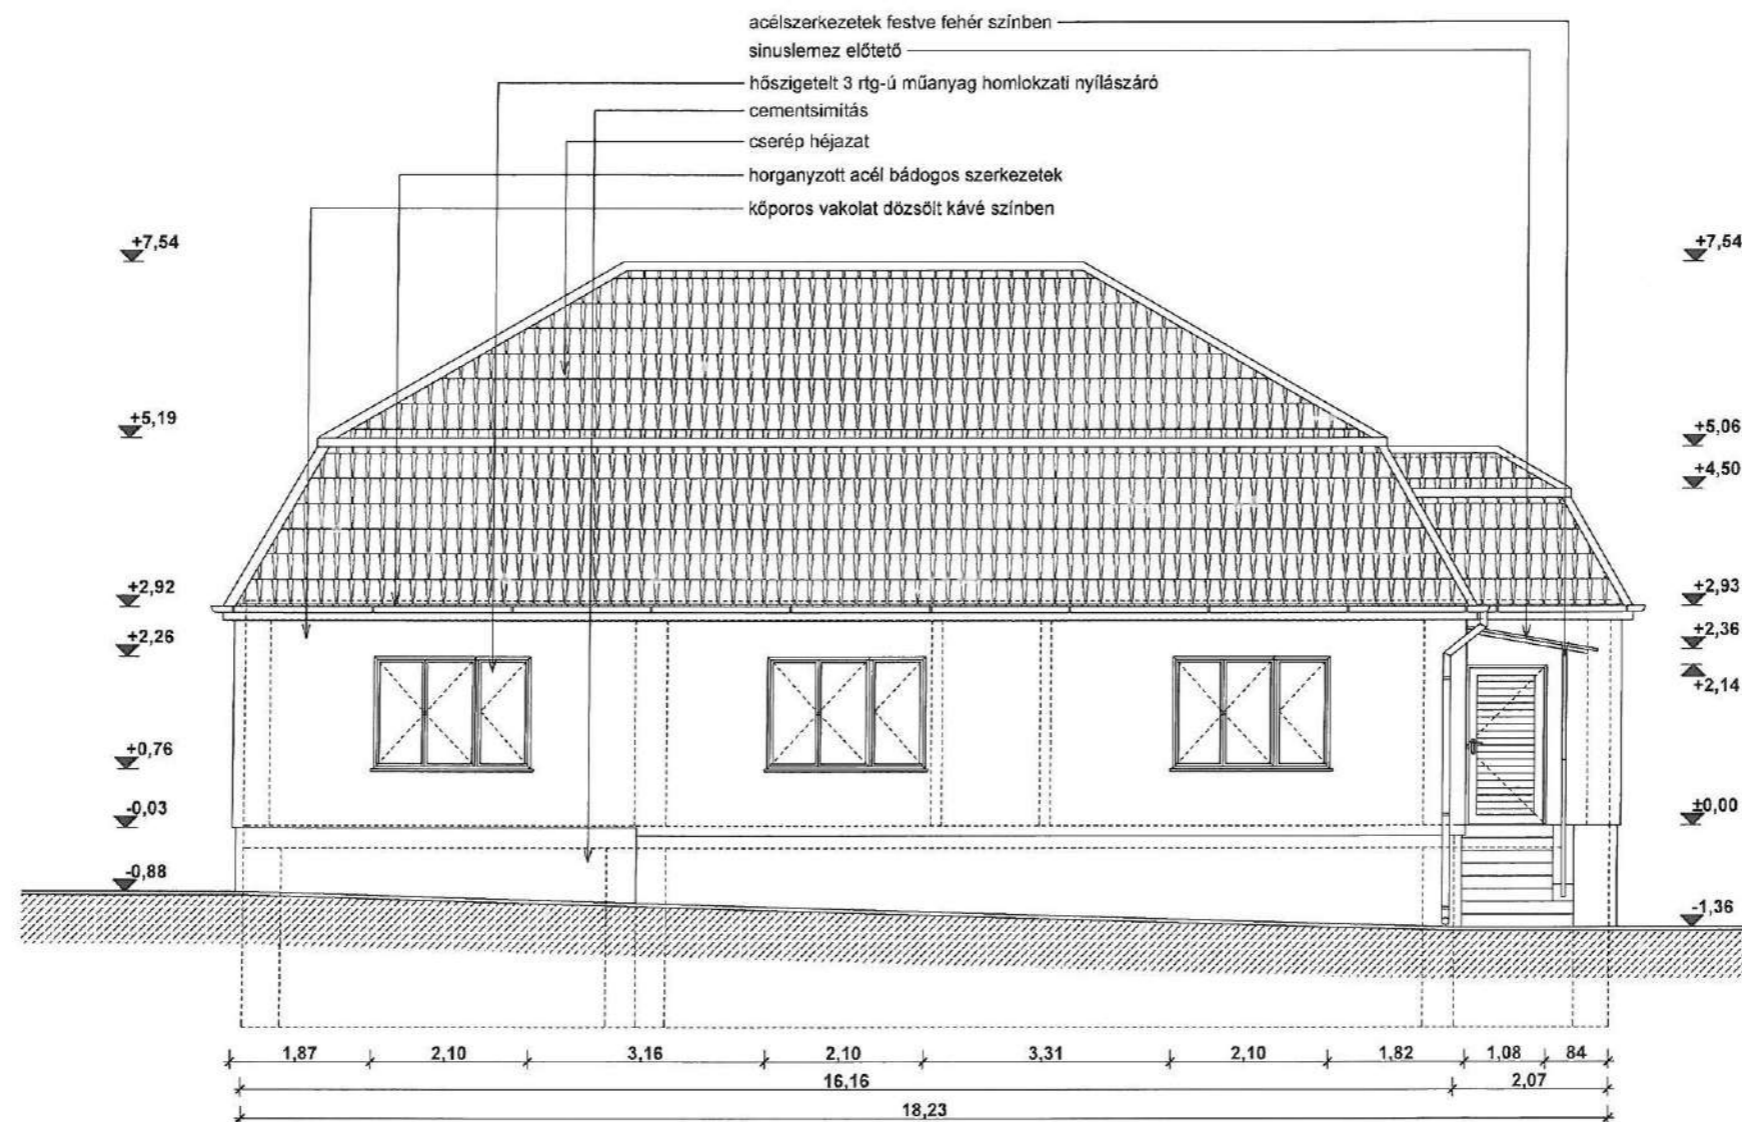 acélszerkezetek festve fehér színben
sinuslemez előtető
hőszigetelt 3 rtg-ú műanyag homlokzati nyílászáró
cementsimítás
cserép héjazat
horganyzott acél bádogos szerkezetek
kőporos vakolat dözsölt kávé színben
+7,54
+7,54
+5,19
+5,06
+4,50
+2,92
+2,93
+2,26
+2,36
+2,14
+0,76
-0,03
±0,00
-0,88
-1,36
1,87 2,10 3,16 2,10 3,31 2,10 1,82 1,08 84
16,16 2,07
18,23